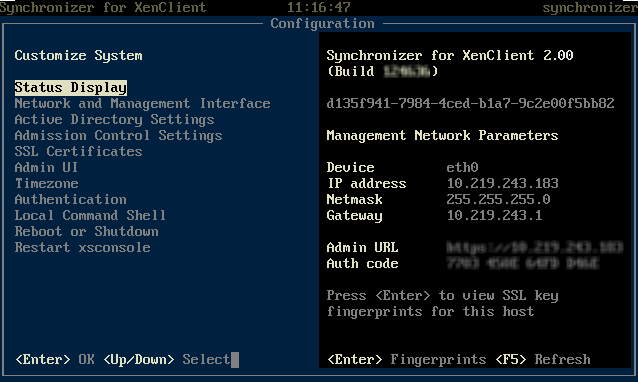 Synchronizer for XenClient 11:16:47 synchronizer
Configuration
Customize System
Status Display
Network and Management Interface
Active Directory Settings
Admission Control Settings
SSL Certificates
Admin UI
Timezone
Authentication
Local Command Shell
Reboot or Shutdown
Restart xsconsole
<Enter> OK <Up/Down> Select
Synchronizer for XenClient 2.00
(Build )
d135f941-7984-4ced-b1a7-9c2e00f5bb82
Management Network Parameters
Device eth0
IP address 10.219.243.183
Netmask 255.255.255.0
Gateway 10.219.243.1
Admin URL
Auth code
Press <Enter> to view SSL key
fingerprints for this host
<Enter> Fingerprints <F5> Refresh